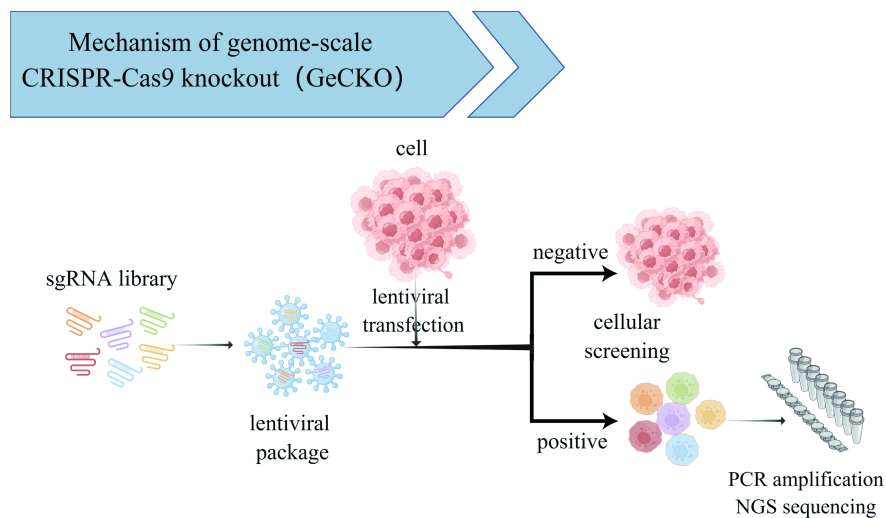 Mechanism of genome-scale
CRISPR-Cas9 knockout（GeCKO）
cell
sgRNA library
lentiviral
transfection
negative
cellular
screening
lentiviral
package
positive
PCR amplification
NGS sequencing